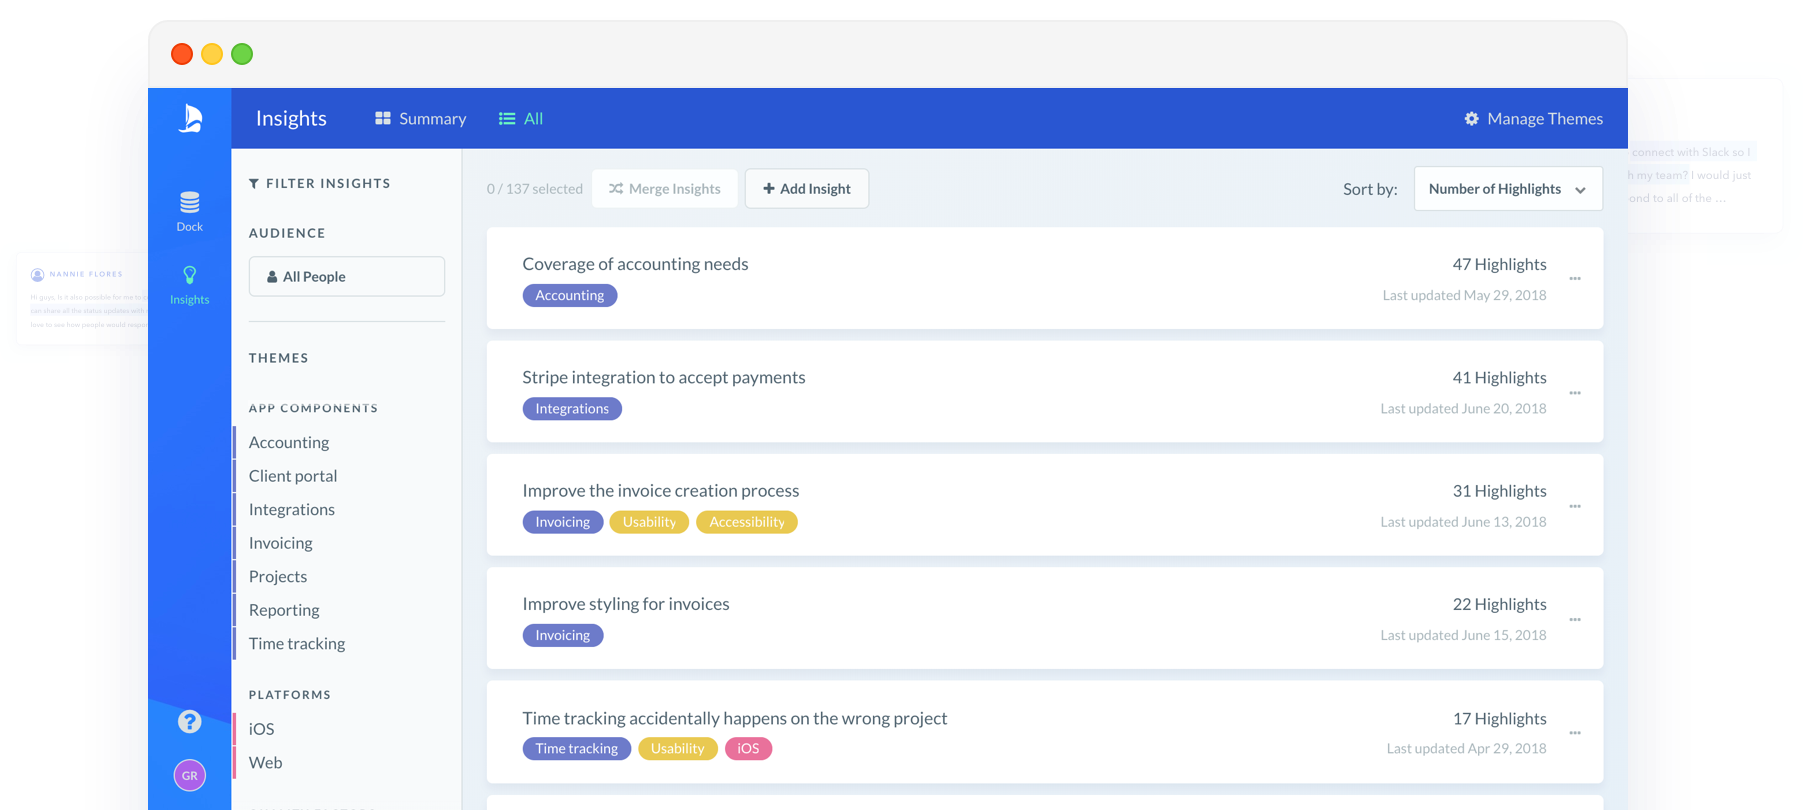 Insights
Summary
All
Manage Themes
Dock
Insights
GR
FILTER INSIGHTS
AUDIENCE
All People
THEMES
APP COMPONENTS
Accounting
Client portal
Integrations
Invoicing
Projects
Reporting
Time tracking
PLATFORMS
iOS
Web
0 / 137 selected
Merge Insights
+ Add Insight
Sort by:
Number of Highlights
Coverage of accounting needs
47 Highlights
Accounting
Last updated May 29, 2018
Stripe integration to accept payments
41 Highlights
Integrations
Last updated June 20, 2018
Improve the invoice creation process
31 Highlights
Invoicing Usability Accessibility
Last updated June 13, 2018
Improve styling for invoices
22 Highlights
Invoicing
Last updated June 15, 2018
Time tracking accidentally happens on the wrong project
17 Highlights
Time tracking Usability iOS
Last updated Apr 29, 2018
NANNIE FLORES
Hi guys, Is it also possible for me to
can share all the status updates with
love to see how people would
connect with Slack so I
my team? I would just
to all of the ...